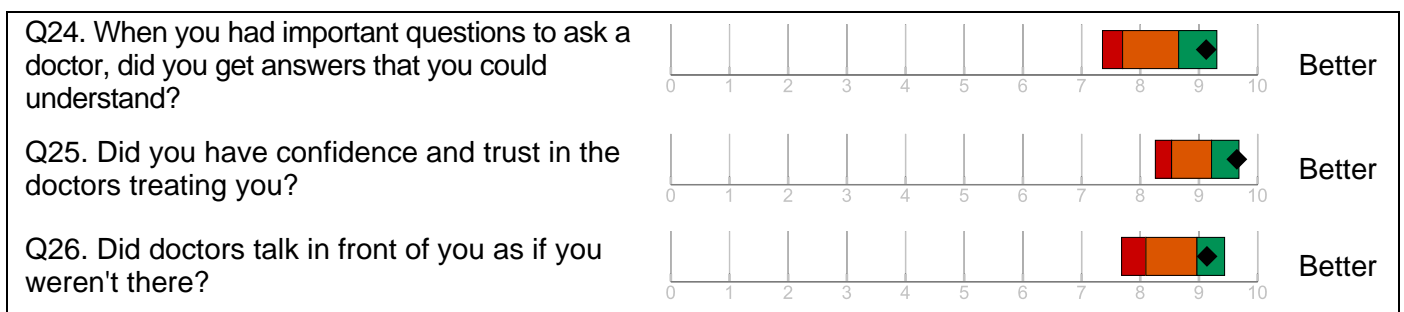 Q24. When you had important questions to ask a
doctor, did you get answers that you could
understand?
Better
0 1 2 3 4 5 6 7 8 9 10
Q25. Did you have confidence and trust in the
doctors treating you?
Better
0 1 2 3 4 5 6 7 8 9 10
Q26. Did doctors talk in front of you as if you
weren't there?
Better
0 1 2 3 4 5 6 7 8 9 10